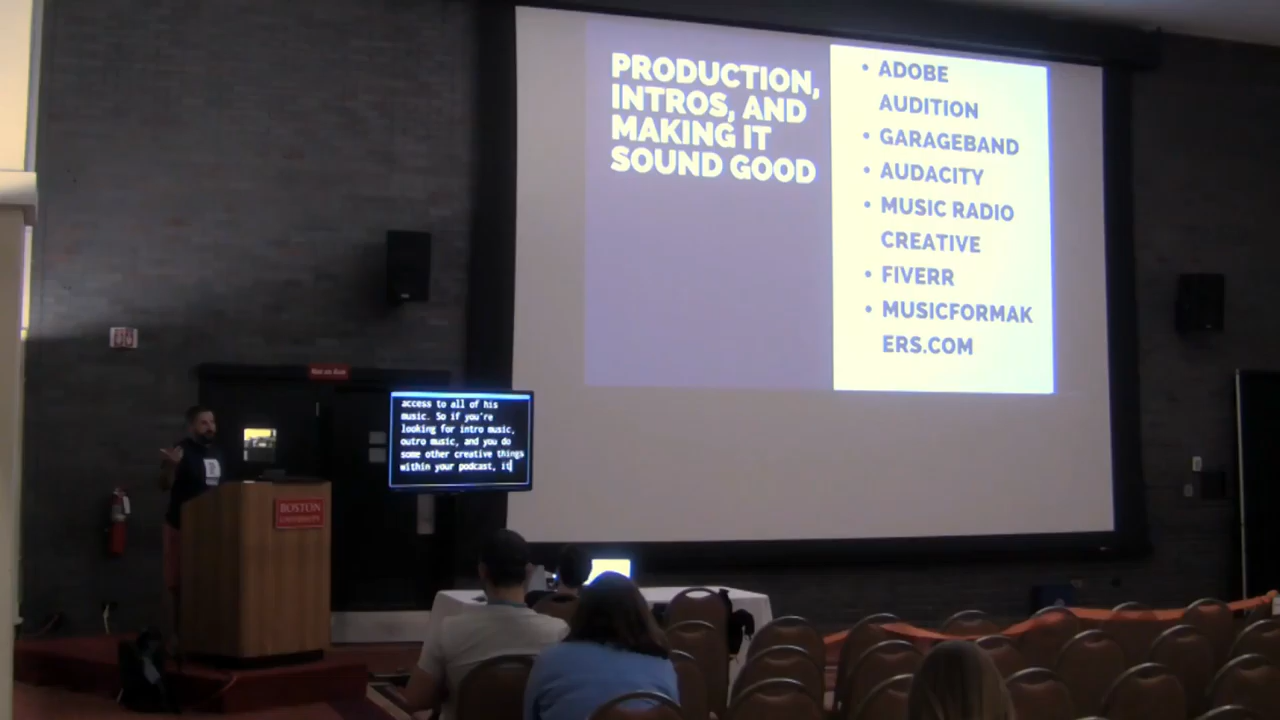 PRODUCTION,
INTROS, AND
MAKING IT
SOUND GOOD
• ADOBE
AUDITION
• GARAGEBAND
• AUDACITY
• MUSIC RADIO
CREATIVE
• FIVERR
• MUSICFORMAK
ERS.COM
access to all of his
music. So if you're
looking for intro music,
outro music, and you do
some other creative things
within your podcast, it
BOSTON
UNIVERSITY